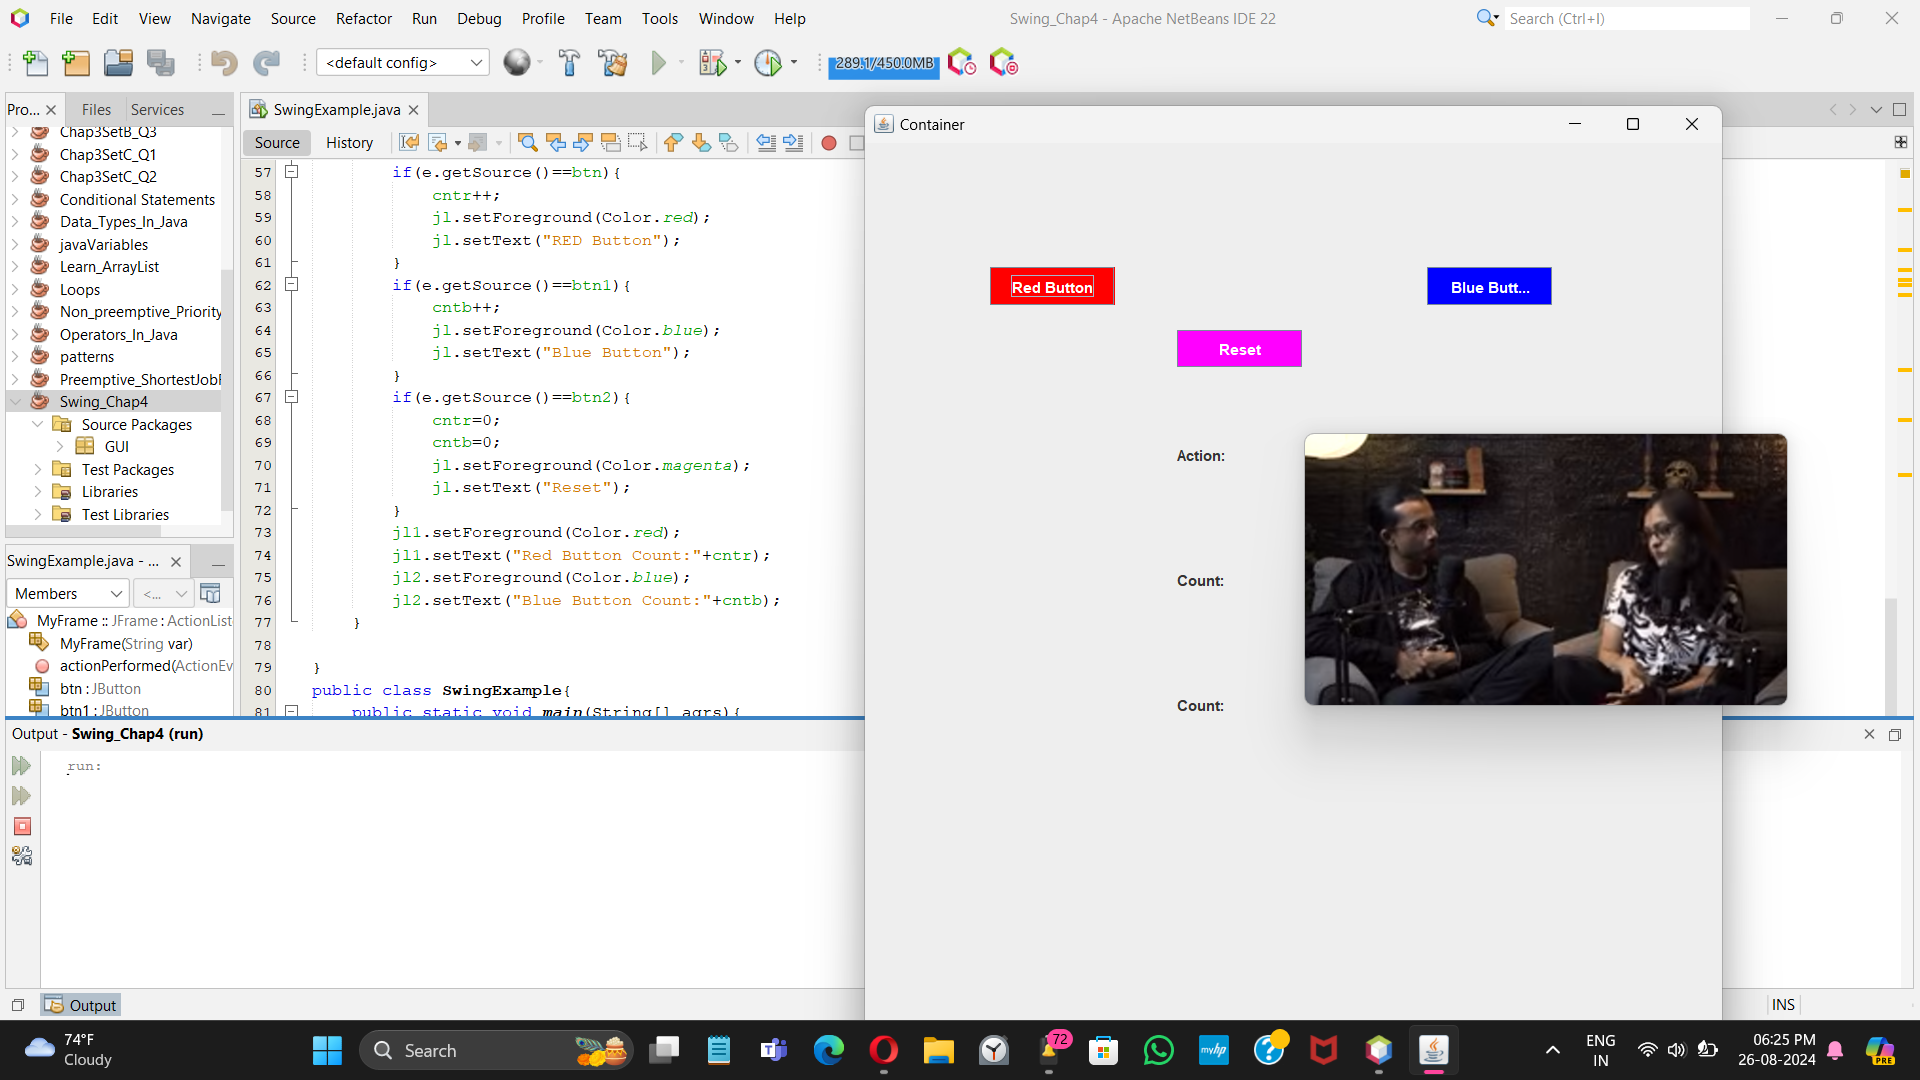 File Edit View Navigate Source Refactor Run Debug Profile Team Tools Window Help
Swing_Chap4 - Apache NetBeans IDE 22
Search (Ctrl+I)
<default config>
289.1/450.0MB
Pro... Files Services
Chap3SetB_Q3
Chap3SetC_Q1
Chap3SetC_Q2
Conditional Statements
Data_Types_In_Java
javaVariables
Learn_ArrayList
Loops
Non_preemptive_Priority
Operators_In_Java
patterns
Preemptive_ShortestJobF
Swing_Chap4
Source Packages
GUI
Test Packages
Libraries
Test Libraries
SwingExample.java - ...
Members <...
MyFrame :: JFrame : ActionList
MyFrame(String var)
actionPerformed(ActionEv
btn : JButton
btn1 : JButton
SwingExample.java
Source History
57 if(e.getSource()==btn){
58 cntr++;
59 jl.setForeground(Color.red);
60 jl.setText("RED Button");
61 }
62 if(e.getSource()==btn1){
63 cntb++;
64 jl.setForeground(Color.blue);
65 jl.setText("Blue Button");
66 }
67 if(e.getSource()==btn2){
68 cntr=0;
69 cntb=0;
70 jl.setForeground(Color.magenta);
71 jl.setText("Reset");
72 }
73 jl1.setForeground(Color.red);
74 jl1.setText("Red Button Count:"+cntr);
75 jl2.setForeground(Color.blue);
76 jl2.setText("Blue Button Count:"+cntb);
77 }
78
79 }
80 public class SwingExample{
81 public static void main(String[] args){
Container
Red Button
Blue Butt...
Reset
Action:
Count:
Count:
Output - Swing_Chap4 (run)
run:
Output
INS
74°F
Cloudy
Search
72
myhp
PRE
ENG
IN
06:25 PM
26-08-2024